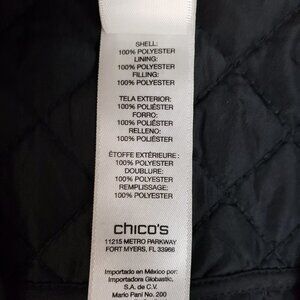 SHELL:
100% POLYESTER
LINING:
100% POLYESTER
FILLING:
100% POLYESTER
TELA EXTERIOR:
100% POLIÉSTER
FORRO:
100% POLIÉSTER
RELLENO:
100% POLIÉSTER
ÉTOFFE EXTÉRIEURE:
100% POLYESTER
DOUBLURE:
100% POLYESTER
REMPLISSAGE:
100% POLYESTER
chico's
11215 METRO PARKWAY
FORT MYERS, FL 33966
Importado en México por:
Importadora Globastic,
S.A. de C.V.
Mario Pani No. 200